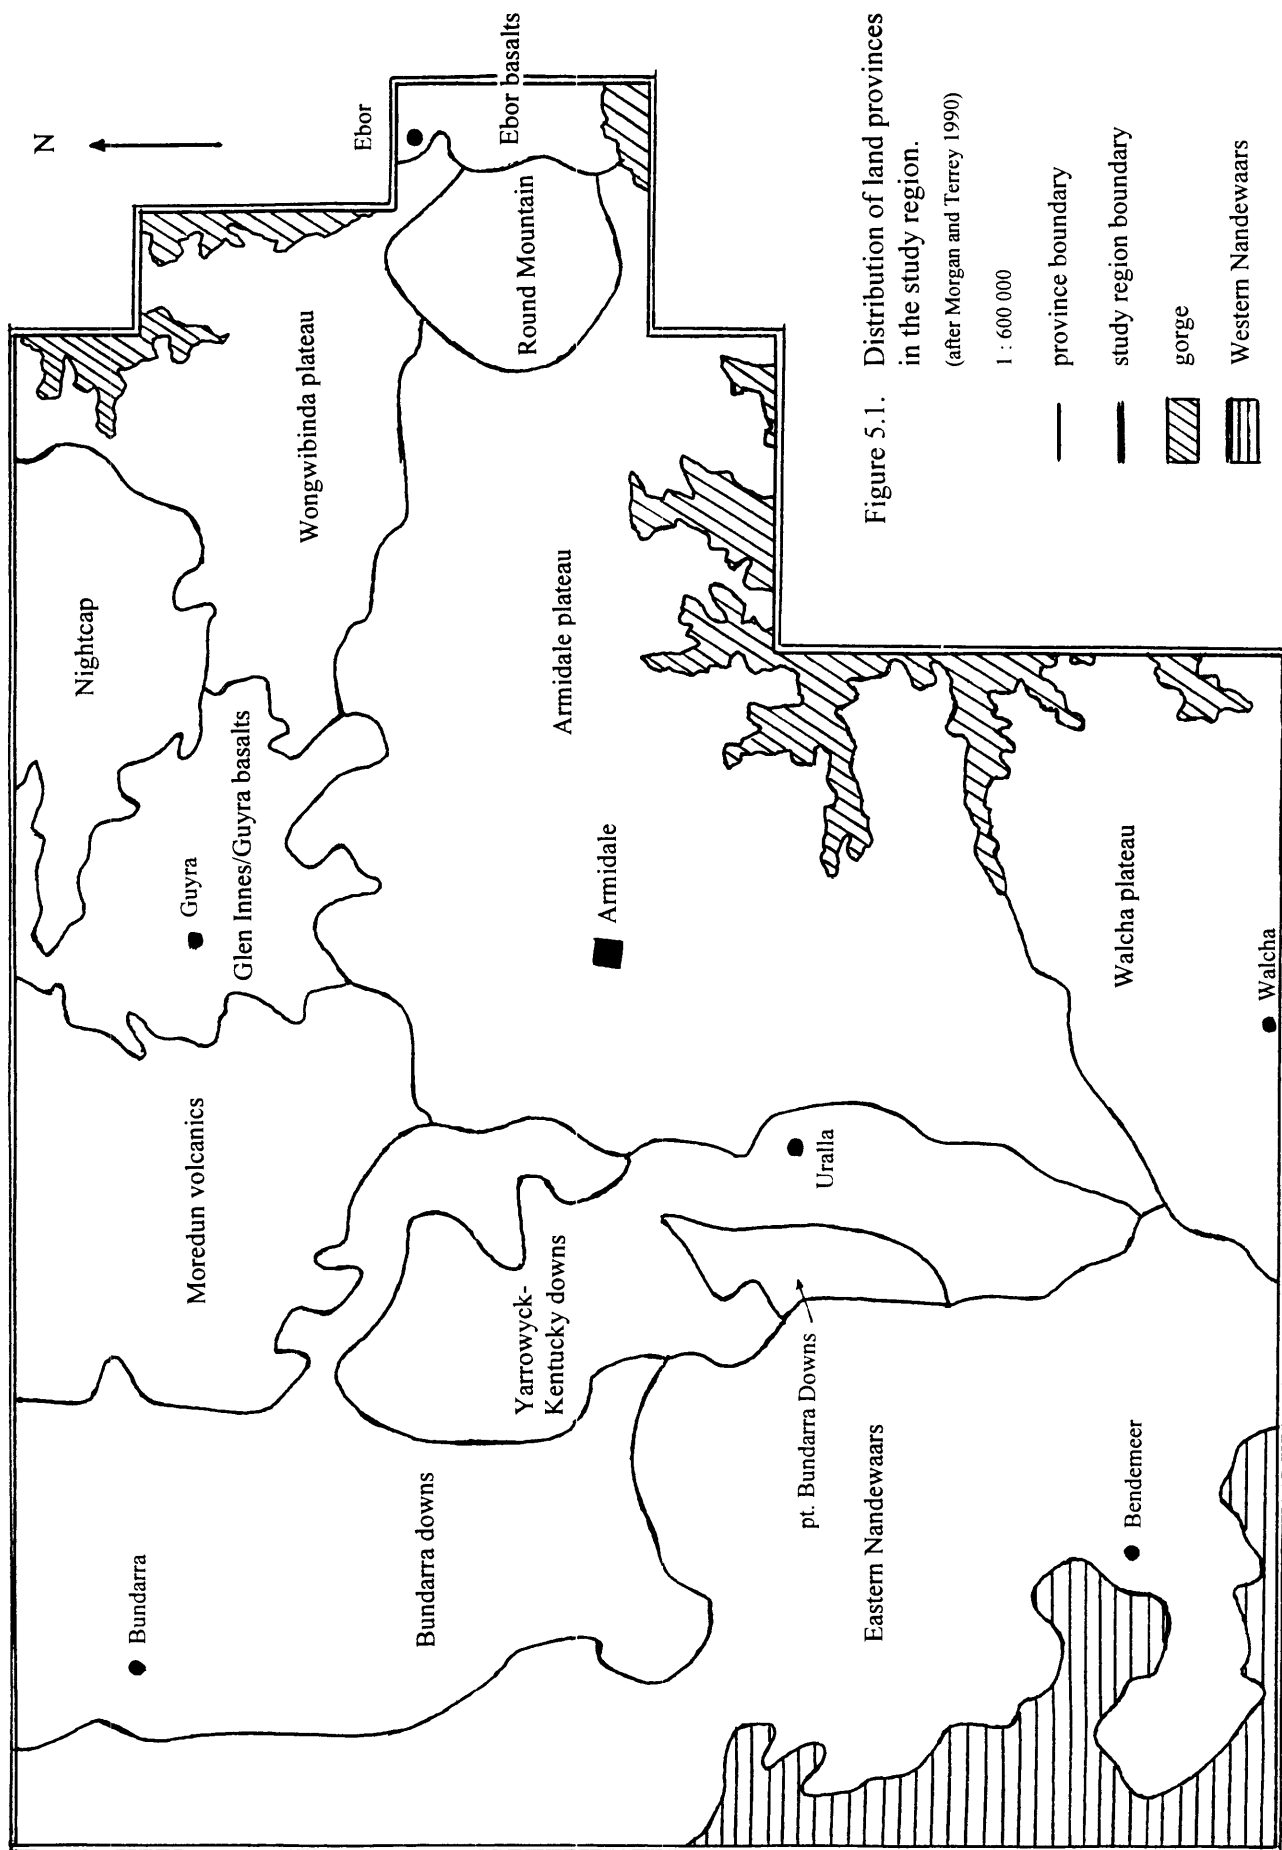 N
Ebor
Ebor basalts
Round Mountain
Wongwibinda plateau
Nightcap
Glen Innes/Guyra basalts
Guyra
Moredun volcanics
Armidale plateau
Armidale
Bundarra
Bundarra downs
Yarrowyck-
Kentucky downs
Uralla
pt. Bundarra Downs
Eastern Nandewaars
Bendemeer
Walcha plateau
Walcha
Figure 5.1. Distribution of land provinces
in the study region.
(after Morgan and Terrey 1990)
1 : 600 000
province boundary
study region boundary
gorge
Western Nandewaars